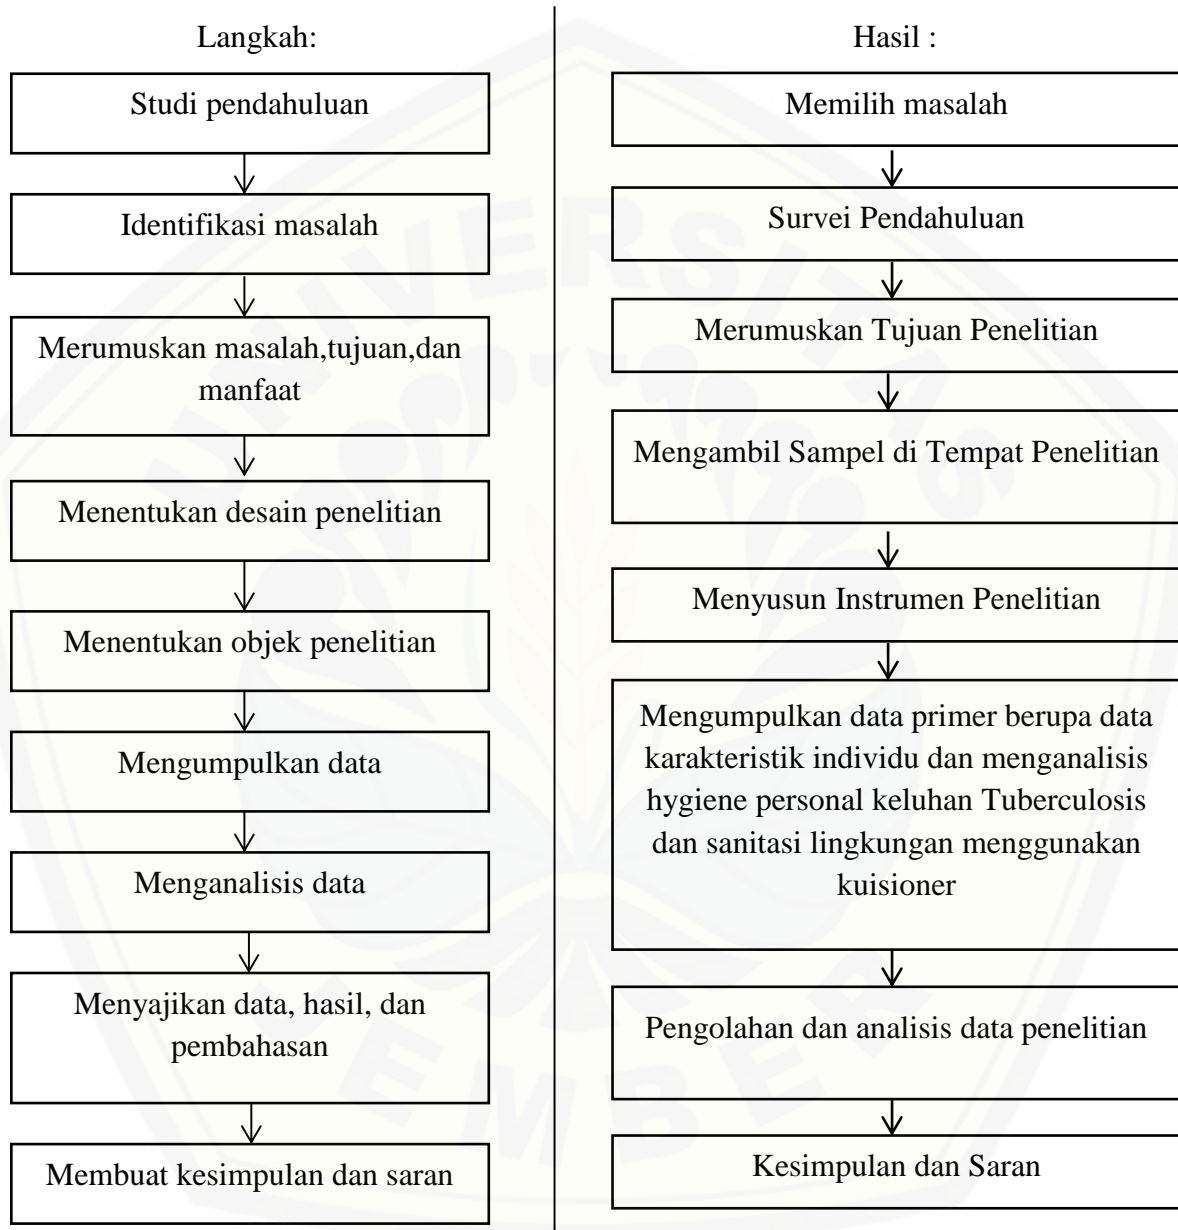 Langkah:
Studi pendahuluan
Identifikasi masalah
Merumuskan masalah,tujuan,dan
manfaat
Menentukan desain penelitian
Menentukan objek penelitian
Mengumpulkan data
Menganalisis data
Menyajikan data, hasil, dan
pembahasan
Membuat kesimpulan dan saran
Hasil :
Memilih masalah
Survei Pendahuluan
Merumuskan Tujuan Penelitian
Mengambil Sampel di Tempat Penelitian
Menyusun Instrumen Penelitian
Mengumpulkan data primer berupa data
karakteristik individu dan menganalisis
hygiene personal keluhan Tuberculosis
dan sanitasi lingkungan menggunakan
kuisioner
Pengolahan dan analisis data penelitian
Kesimpulan dan Saran
UNIVERSITAS
JEMBER